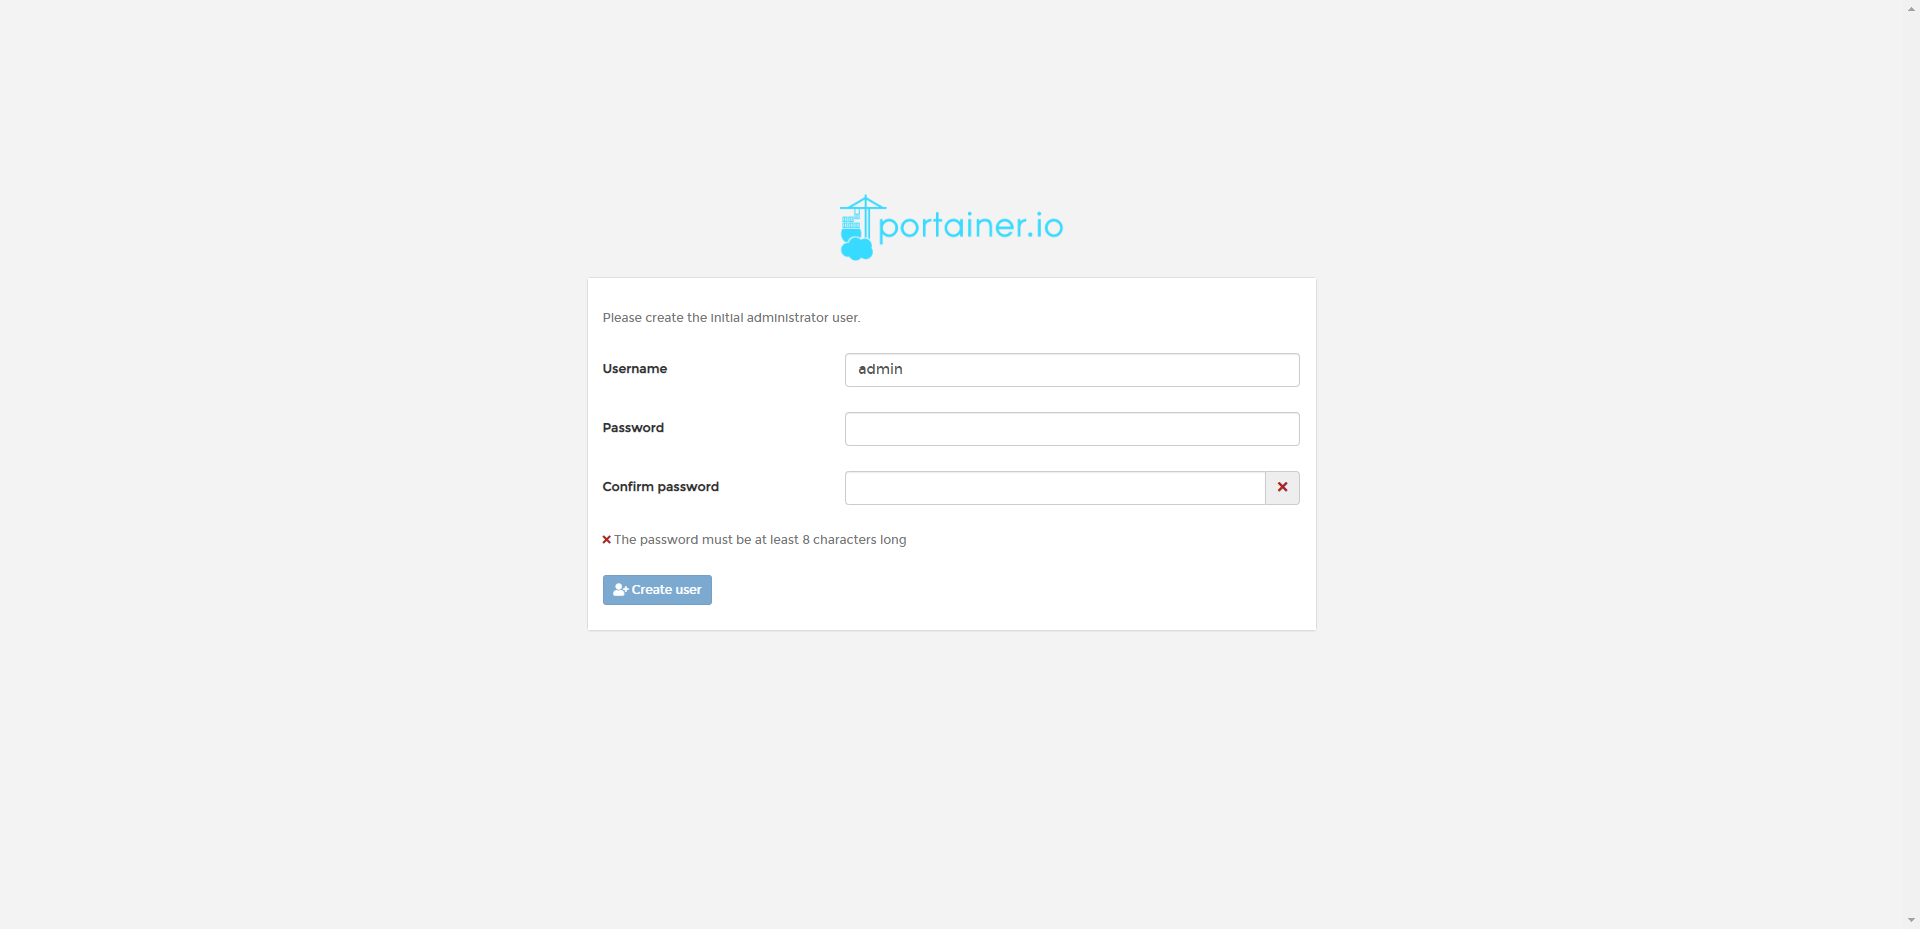 portainer.io
Please create the initial administrator user.
Username
admin
Password
Confirm password
The password must be at least 8 characters long
Create user